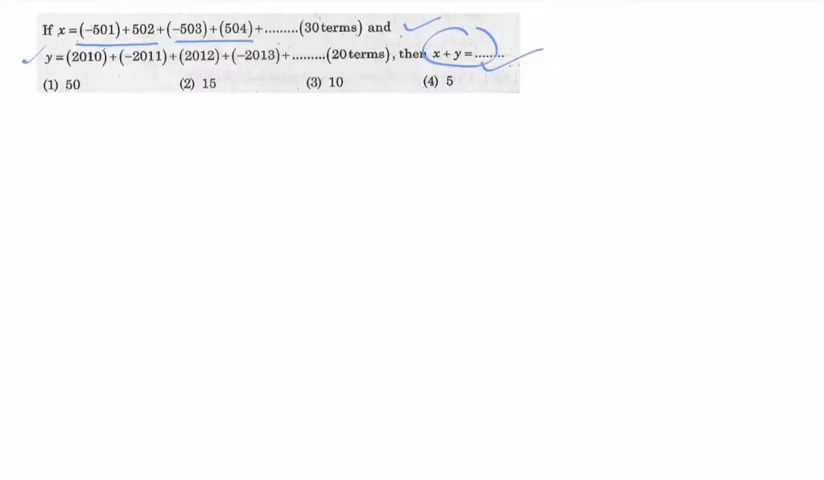 If x = (−501) + 502 + (−503) + (504) + ......... (30 terms) and
y = (2010) + (−2011) + (2012) + (−2013) + ......... (20 terms), then x + y = ........
(1) 50 (2) 15 (3) 10 (4) 5